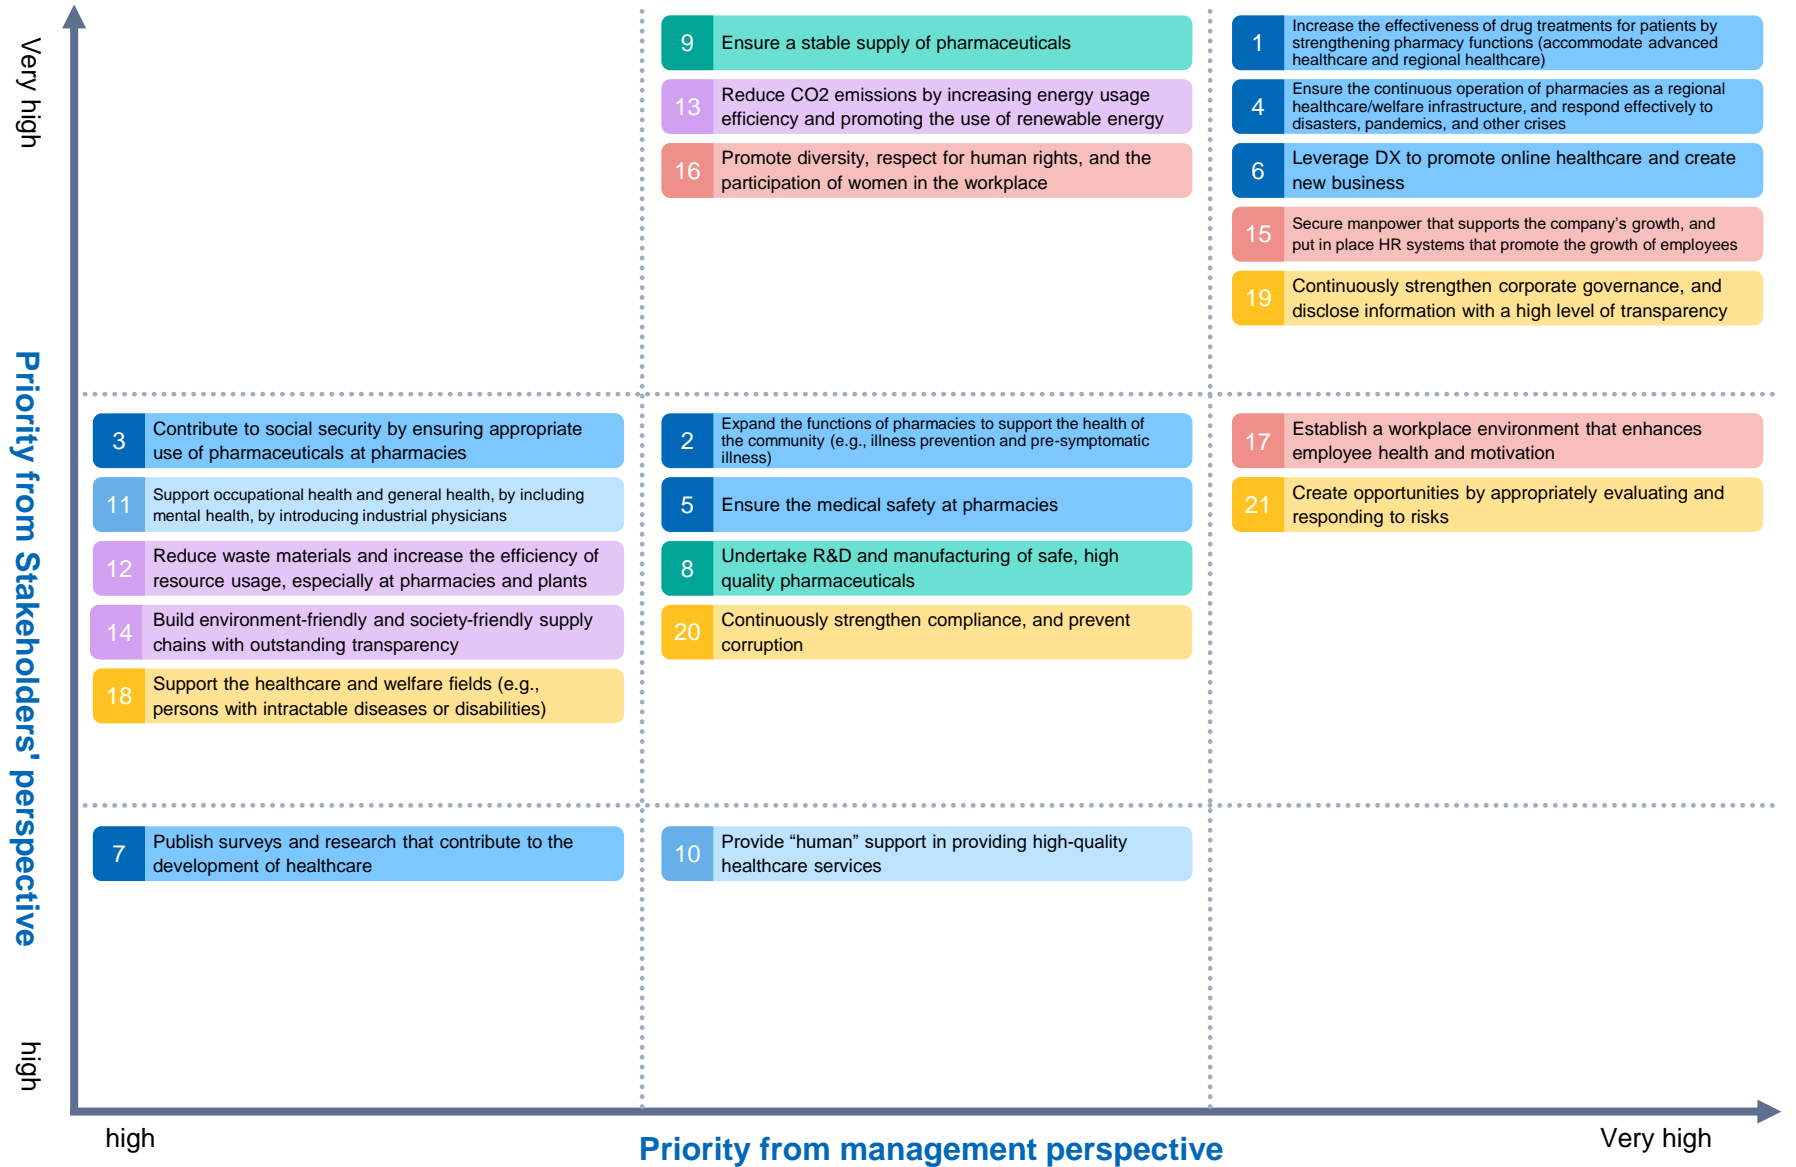 Very high
Priority from Stakeholders' perspective
high
9
Ensure a stable supply of pharmaceuticals
13
Reduce CO2 emissions by increasing energy usage
efficiency and promoting the use of renewable energy
16
Promote diversity, respect for human rights, and the
participation of women in the workplace
1
Increase the effectiveness of drug treatments for patients by
strengthening pharmacy functions (accommodate advanced
healthcare and regional healthcare)
4
Ensure the continuous operation of pharmacies as a regional
healthcare/welfare infrastructure, and respond effectively to
disasters, pandemics, and other crises
6
Leverage DX to promote online healthcare and create
new business
15
Secure manpower that supports the company’s growth, and
put in place HR systems that promote the growth of employees
19
Continuously strengthen corporate governance, and
disclose information with a high level of transparency
3
Contribute to social security by ensuring appropriate
use of pharmaceuticals at pharmacies
11
Support occupational health and general health, by including
mental health, by introducing industrial physicians
12
Reduce waste materials and increase the efficiency of
resource usage, especially at pharmacies and plants
14
Build environment-friendly and society-friendly supply
chains with outstanding transparency
18
Support the healthcare and welfare fields (e.g.,
persons with intractable diseases or disabilities)
2
Expand the functions of pharmacies to support the health of
the community (e.g., illness prevention and pre-symptomatic
illness)
5
Ensure the medical safety at pharmacies
8
Undertake R&D and manufacturing of safe, high
quality pharmaceuticals
20
Continuously strengthen compliance, and prevent
corruption
17
Establish a workplace environment that enhances
employee health and motivation
21
Create opportunities by appropriately evaluating and
responding to risks
7
Publish surveys and research that contribute to the
development of healthcare
10
Provide “human” support in providing high-quality
healthcare services
high
Priority from management perspective
Very high